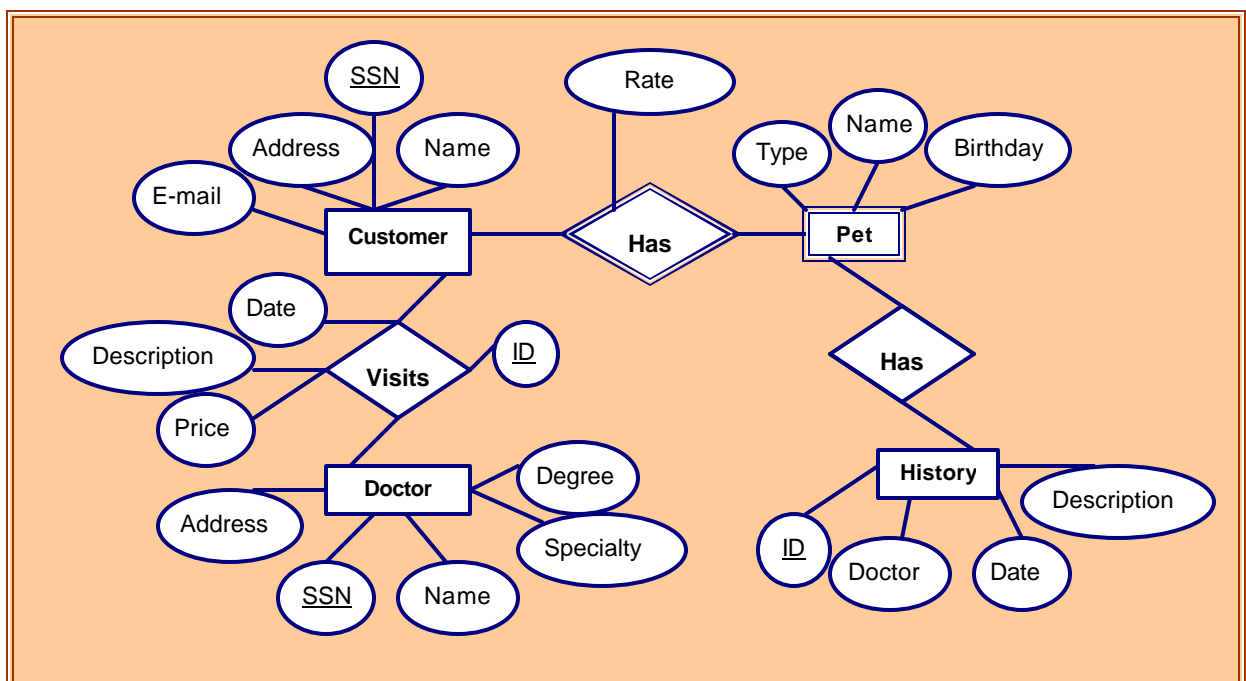 SSN
Rate
Address
Name
Type
Name
Birthday
E-mail
Customer
Has
Pet
Date
Description
Visits
ID
Has
Price
Doctor
Degree
History
Address
Specialty
Description
SSN
Name
ID
Doctor
Date